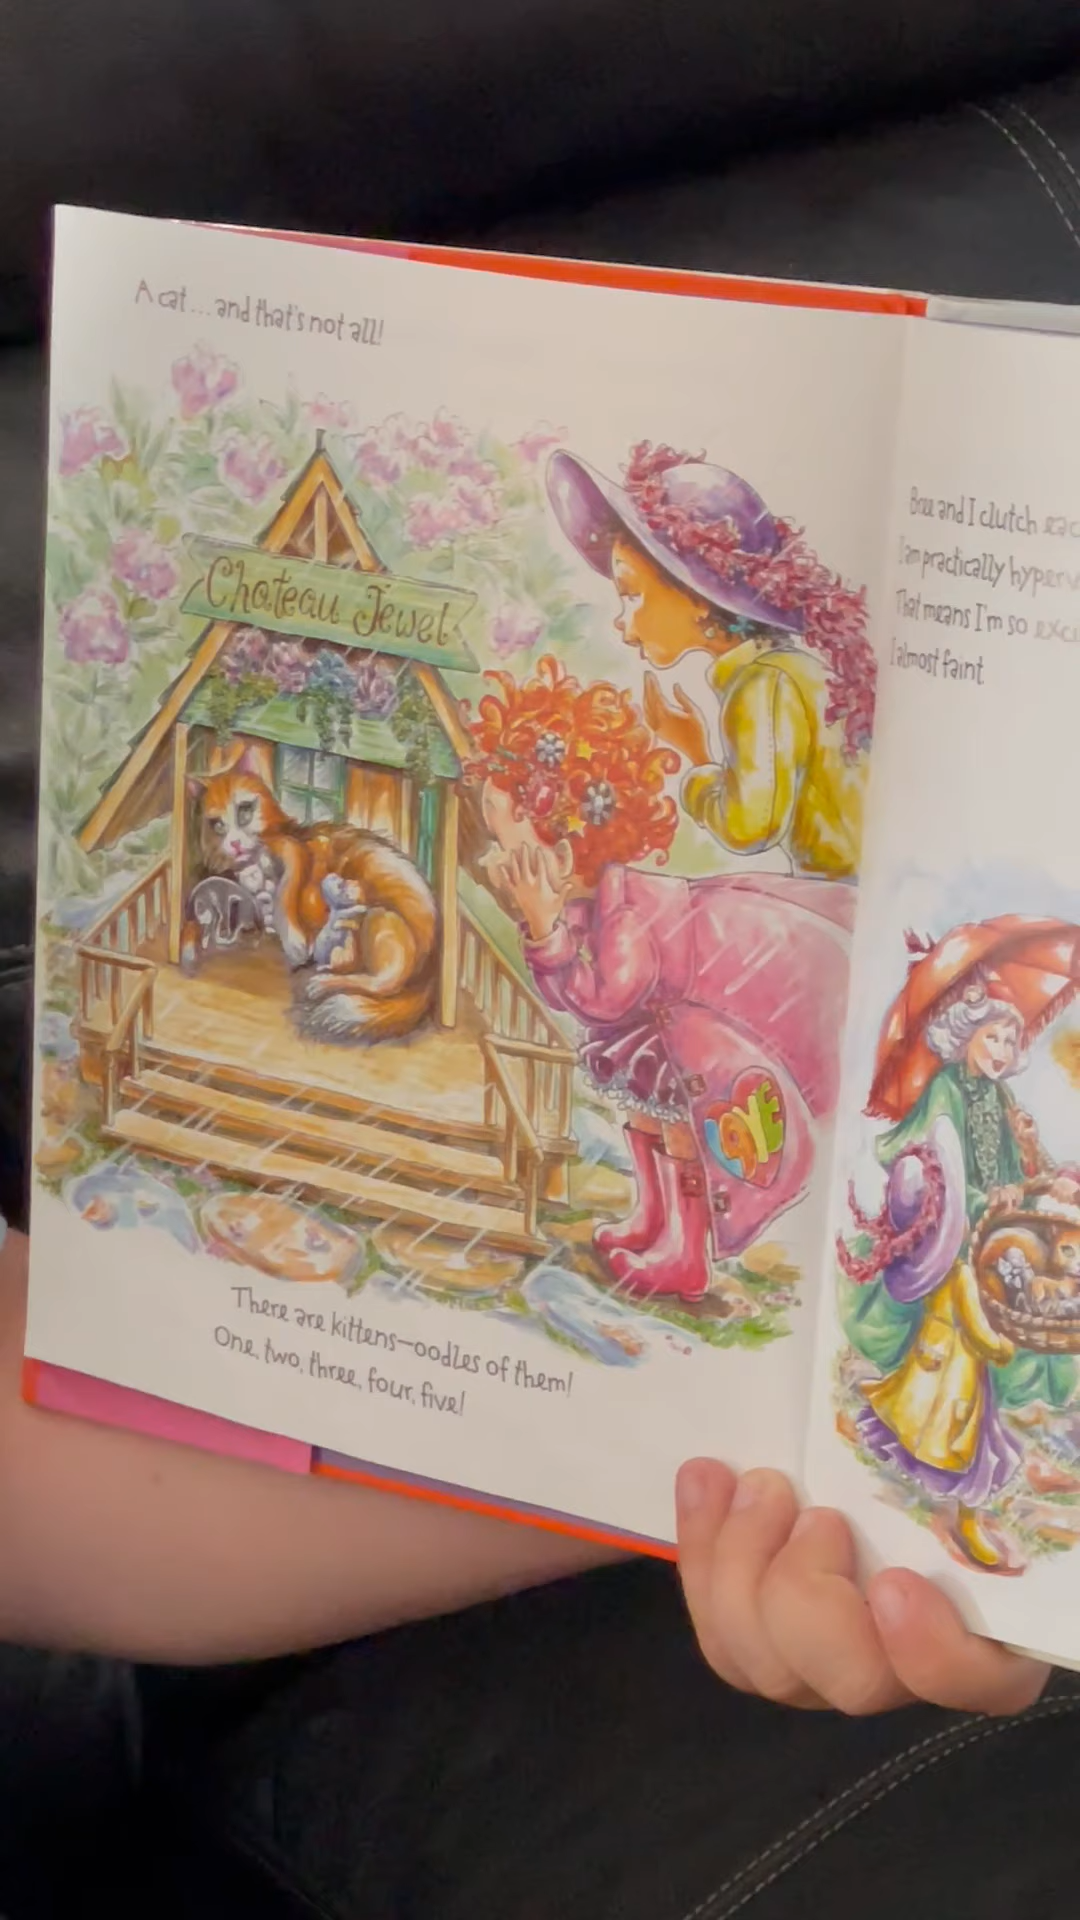 A cat... and that's not all!
Chateau Jewel
LOVE
There are kittens—oodles of them!
One, two, three, four, five!
Bree and I clutch
I am practically
That means I'm so
I almost faint.